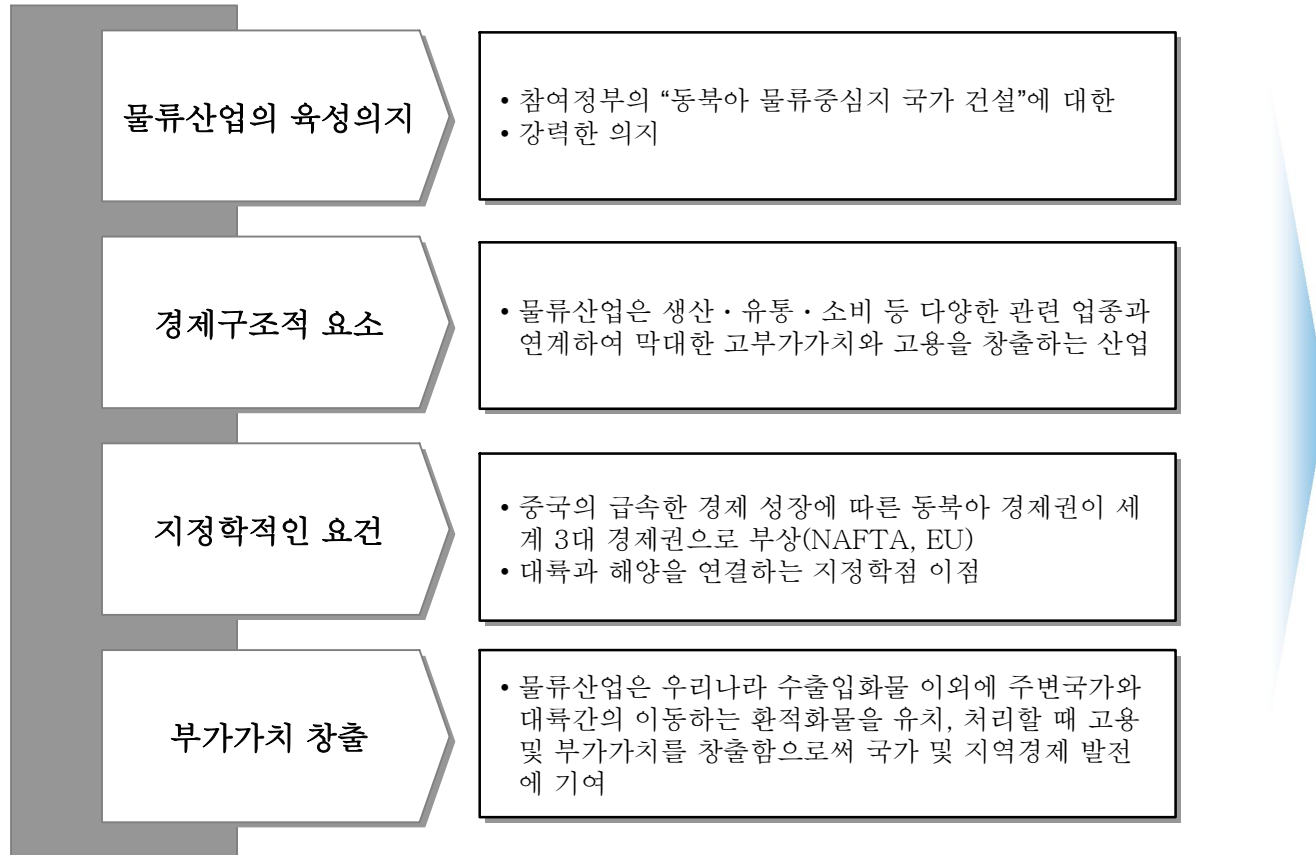 물류산업의 육성의지
• 참여정부의 “동북아 물류중심지 국가 건설”에 대한
• 강력한 의지
경제구조적 요소
• 물류산업은 생산 · 유통 · 소비 등 다양한 관련 업종과
연계하여 막대한 고부가가치와 고용을 창출하는 산업
지정학적인 요건
• 중국의 급속한 경제 성장에 따른 동북아 경제권이 세
계 3대 경제권으로 부상(NAFTA, EU)
• 대륙과 해양을 연결하는 지정학점 이점
부가가치 창출
• 물류산업은 우리나라 수출입화물 이외에 주변국가와
대륙간의 이동하는 환적화물을 유치, 처리할 때 고용
및 부가가치를 창출함으로써 국가 및 지역경제 발전
에 기여